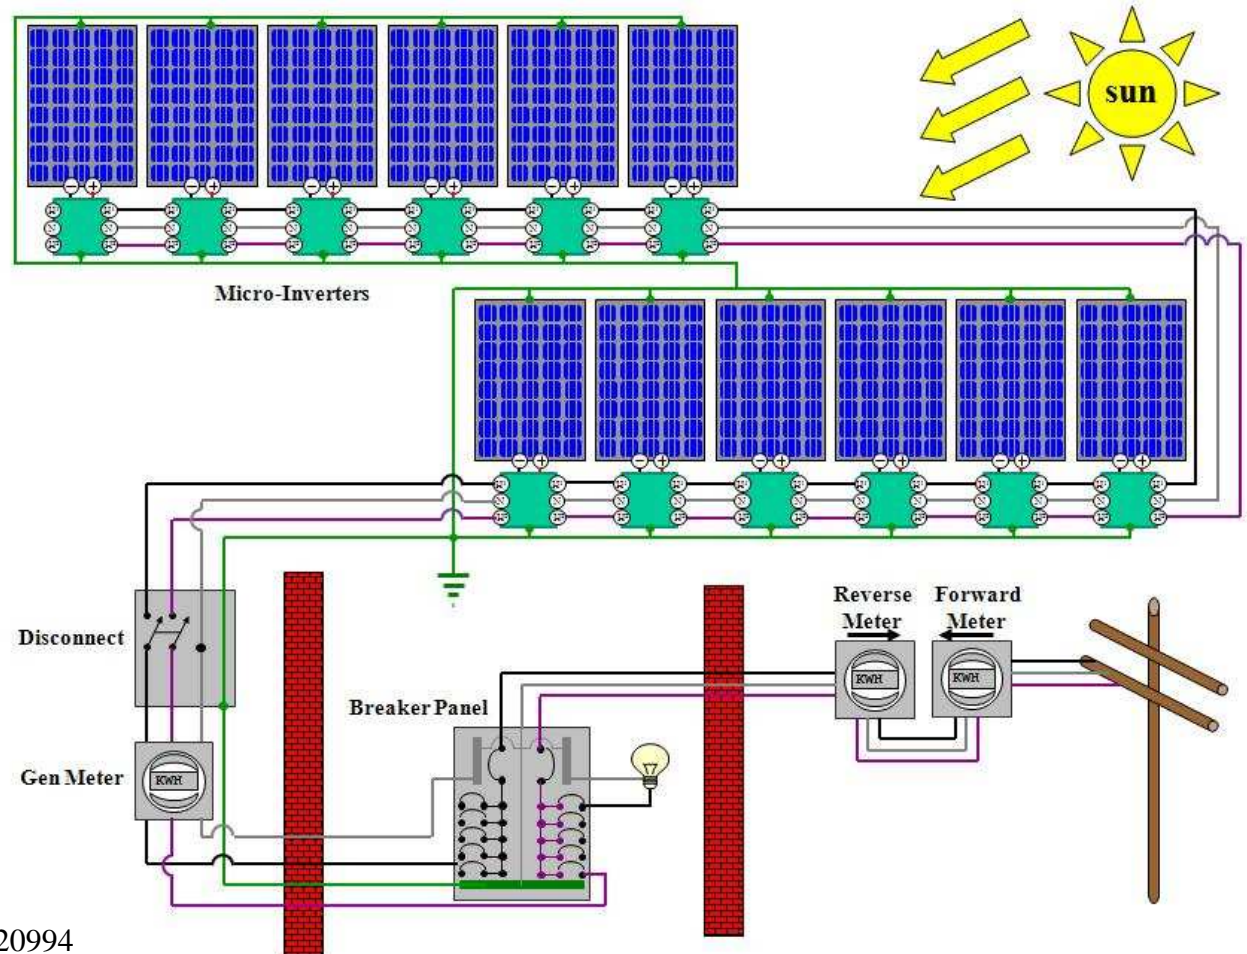 sun
Micro-Inverters
Reverse
Meter
Forward
Meter
Disconnect
Breaker Panel
Gen Meter
KWH
KWH
KWH
20994